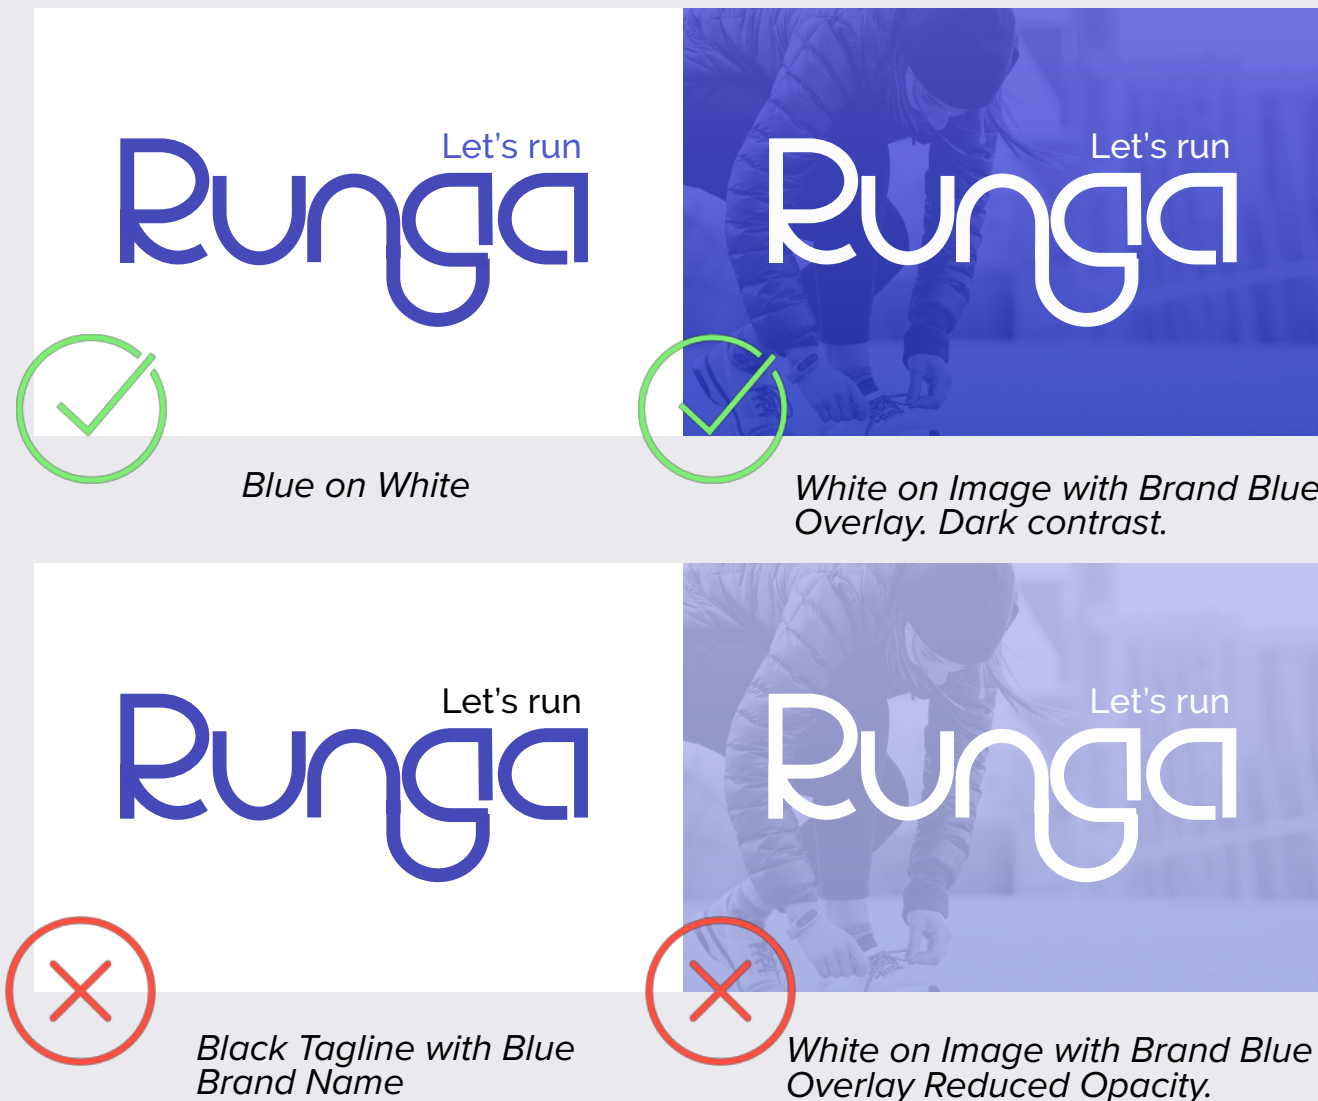 Let's run
Runga
Let's run
Runga
Blue on White
White on Image with Brand Blue
Overlay. Dark contrast.
Let's run
Runga
Let's run
Runga
Black Tagline with Blue
Brand Name
White on Image with Brand Blue
Overlay Reduced Opacity.